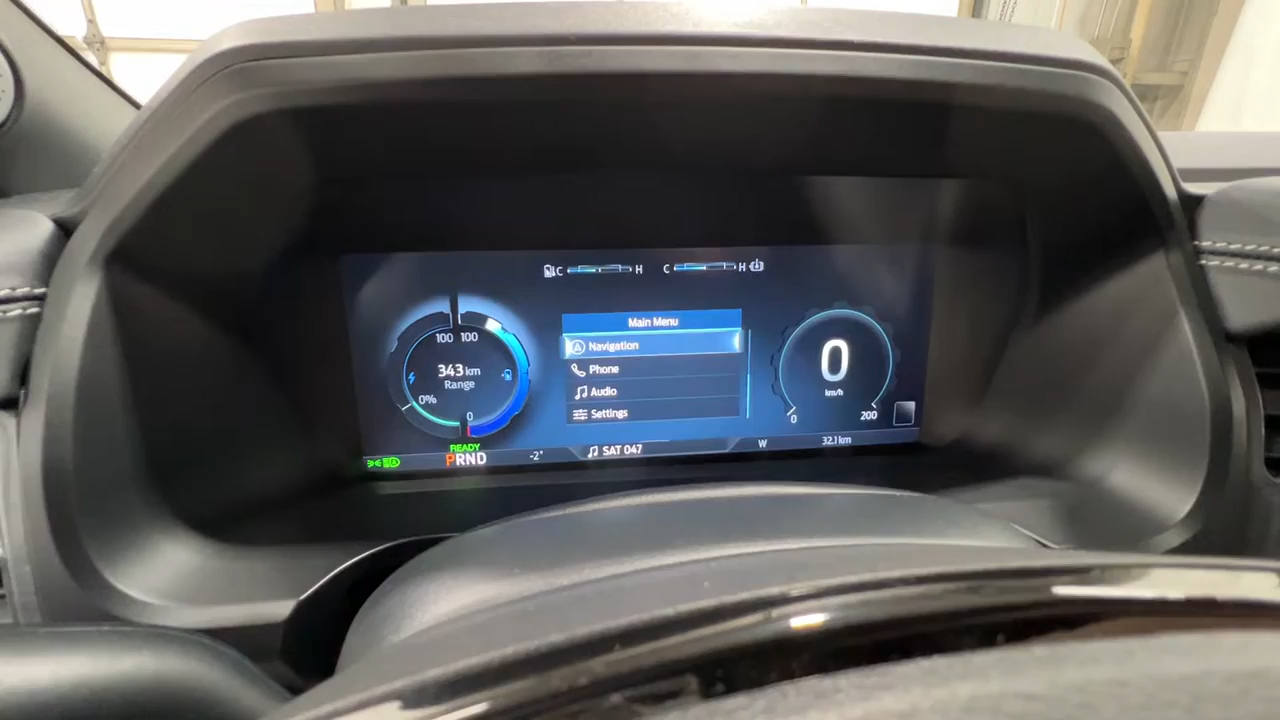 C H C H
Main Menu
Navigation
Phone
Audio
Settings
100 100
343 km
Range
0%
0
0
km/h
0 200
READY
PRND
-2°
SAT 047
W
32.1 km